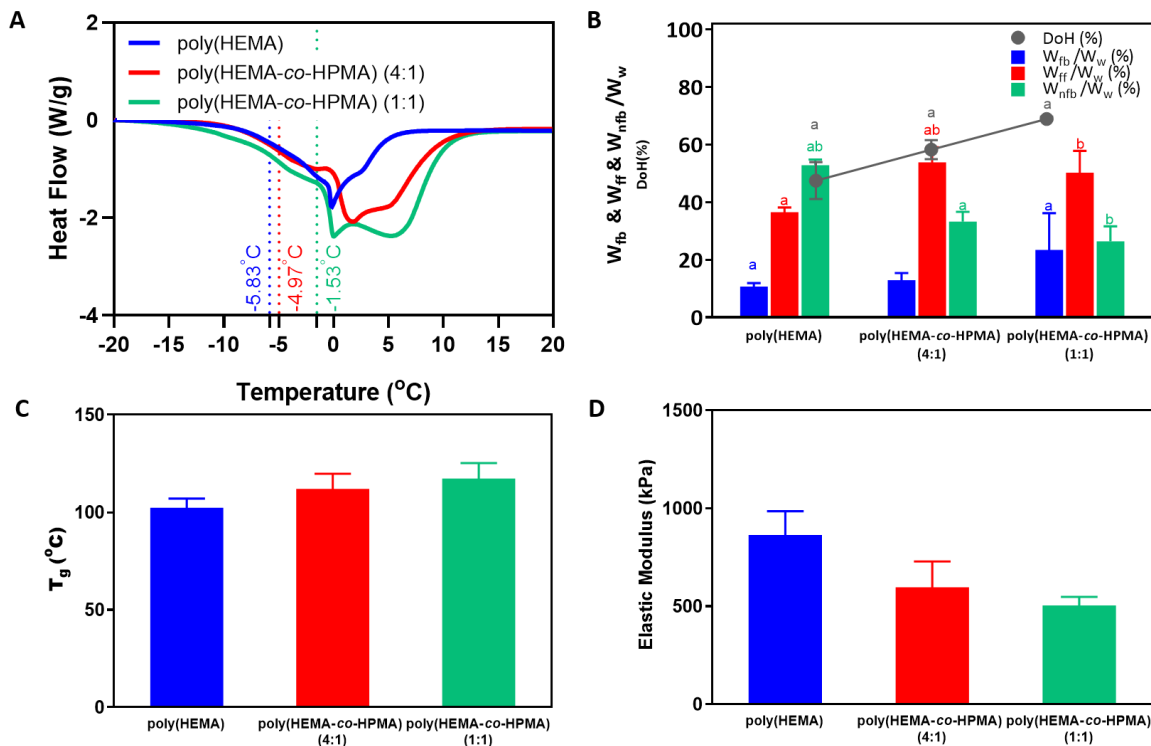 A
2
0
-2
-4
Heat Flow (W/g)
poly(HEMA)
poly(HEMA-co-HPMA) (4:1)
poly(HEMA-co-HPMA) (1:1)
-5.83°C
-4.97°C
-1.53°C
-20 -15 -10 -5 0 5 10 15 20
Temperature (°C)
B
100
80
60
40
20
0
Wfb & Wff & Wnfb/Ww
DoH(%)
DoH (%)
Wfb/Ww (%)
Wff/Ww (%)
Wnfb/Ww (%)
a a a
ab ab
a a b
a a b
poly(HEMA) poly(HEMA-co-HPMA) poly(HEMA-co-HPMA)
(4:1) (1:1)
C
150
100
50
0
Tg (°C)
poly(HEMA) poly(HEMA-co-HPMA) poly(HEMA-co-HPMA)
(4:1) (1:1)
D
1500
1000
500
0
Elastic Modulus (kPa)
poly(HEMA) poly(HEMA-co-HPMA) poly(HEMA-co-HPMA)
(4:1) (1:1)